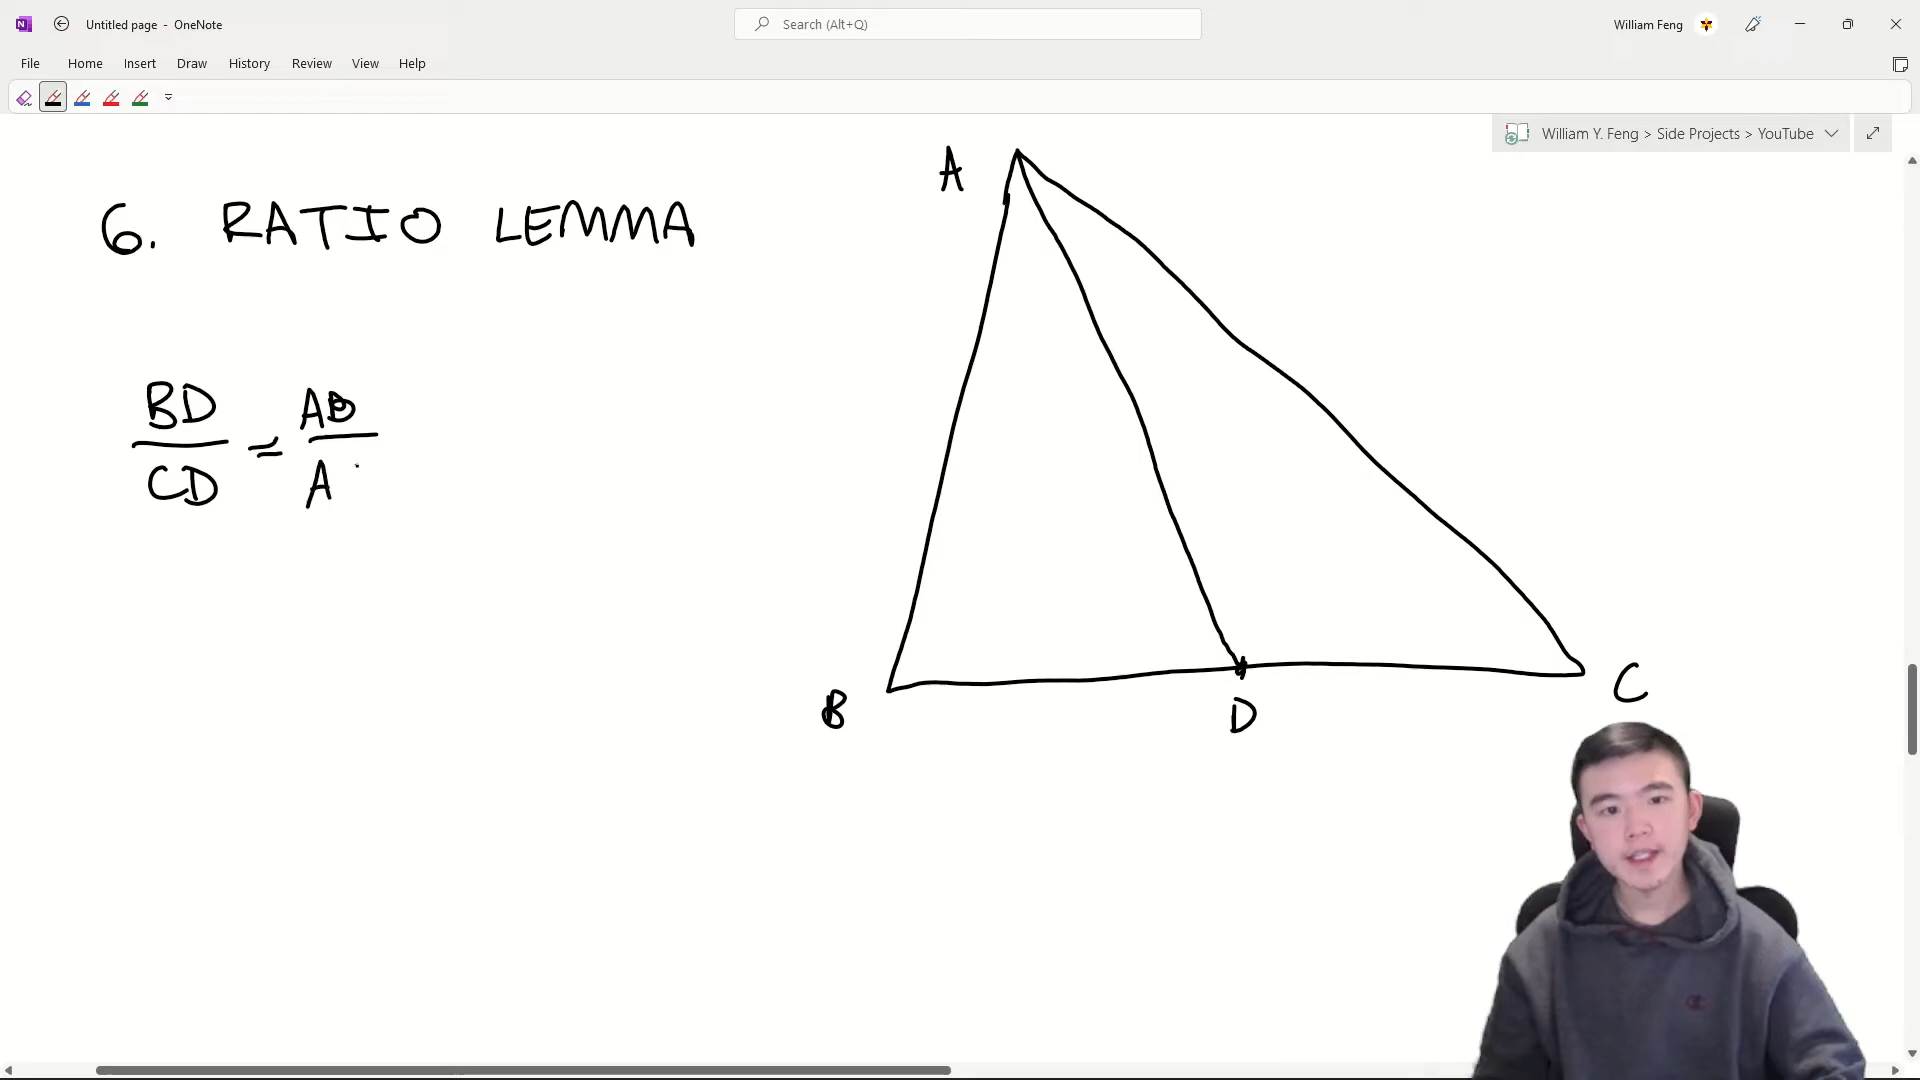 Untitled page - OneNote
Search (Alt+Q)
William Feng
File Home Insert Draw History Review View Help
William Y. Feng > Side Projects > YouTube
6. RATIO LEMMA
A
BD
CD
=
AB
A
B
D
C